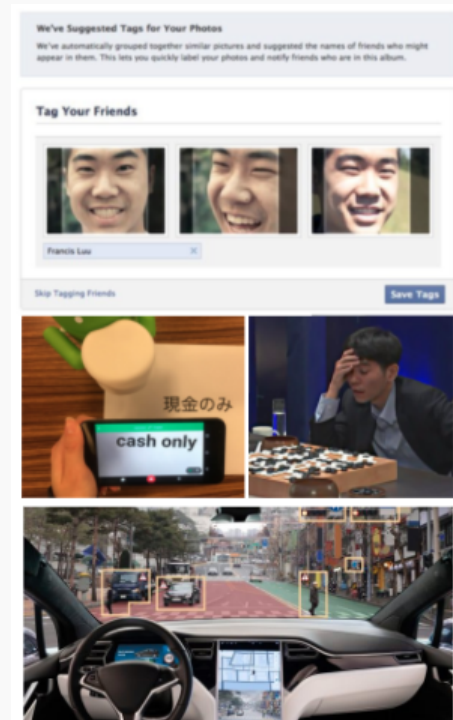 We've Suggested Tags for Your Photos
We've automatically grouped together similar pictures and suggested the names of friends who might
appear in them. This lets you quickly label your photos and notify friends who are in this album.
Tag Your Friends
Francis Luu
Skip Tagging Friends
Save Tags
現金のみ
cash only